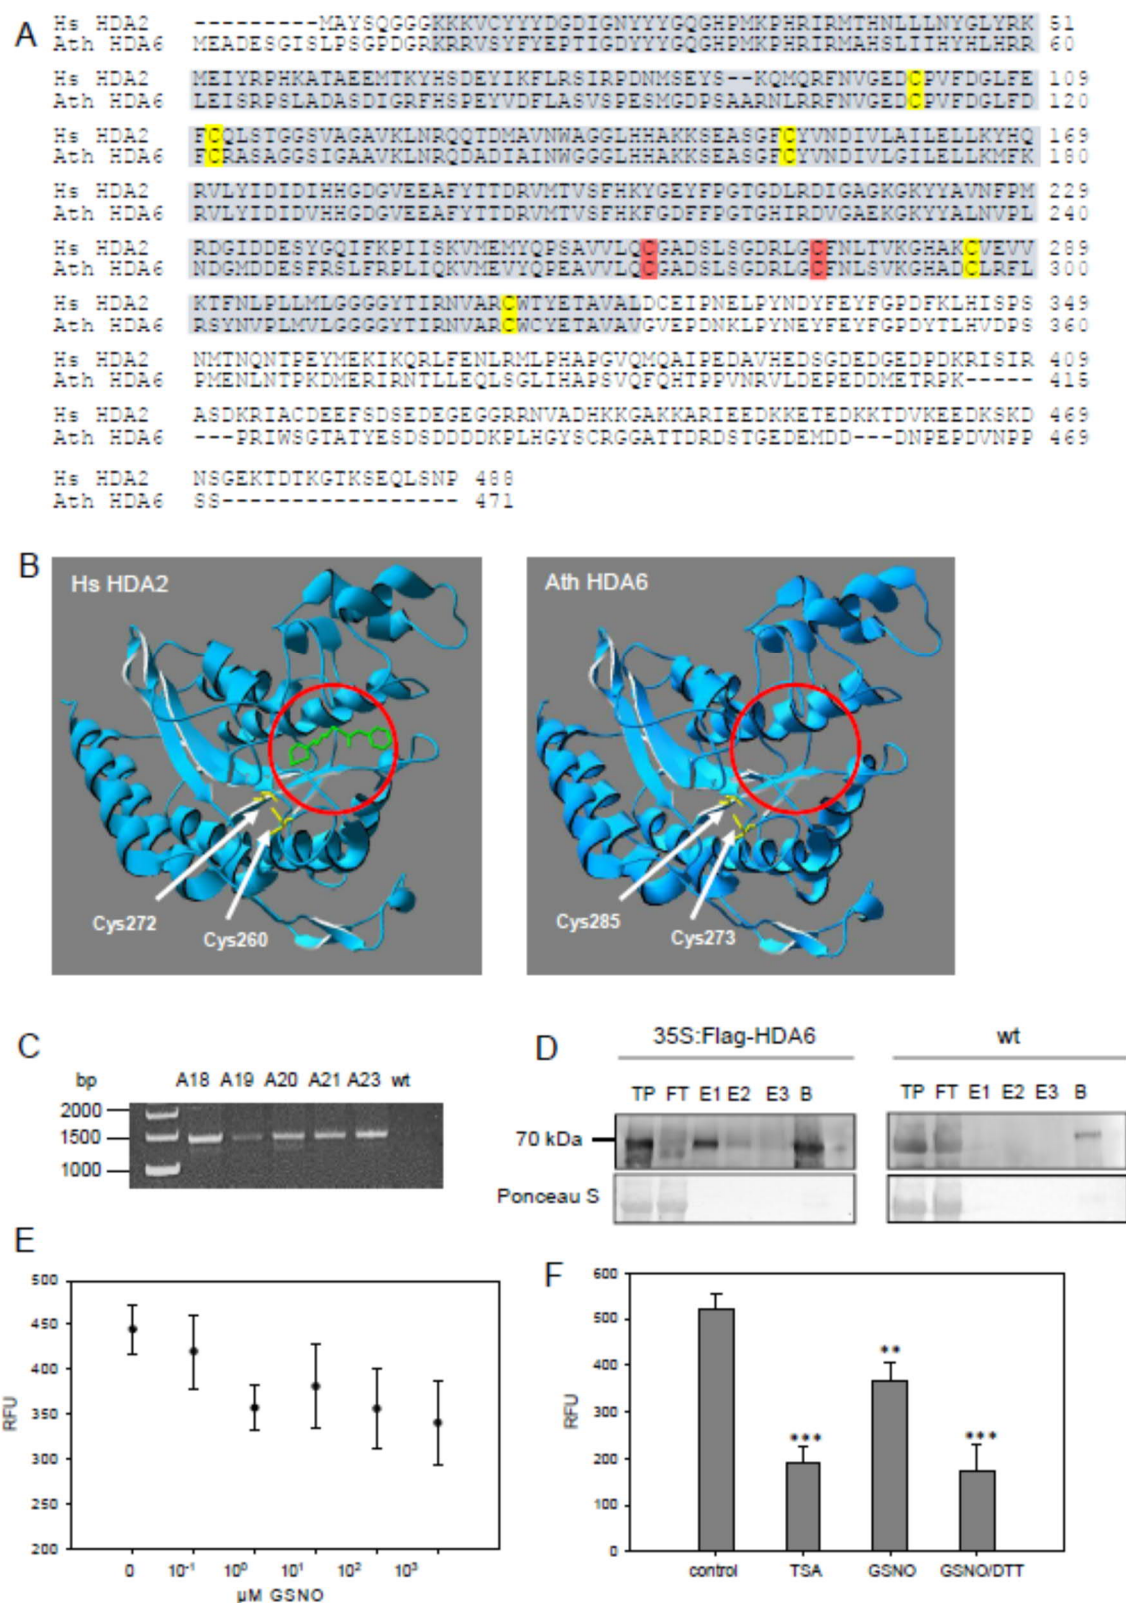 A
Hs HDA2 ---------MAYSQGGGKKKVCYYYDGDIGNYYYGQGHPMKPHRIRMTHNLLLNYGLYRK 51
Ath HDA6 MEADESGISLPSGPDGRKRRVSYFYEPTIGDYYYGQGHPMKPHRIRMAHSLIIHYHLHRR 60
Hs HDA2 MEIYRPHKATAEEMTKYHSDEYIKFLRSIRPDNMSEYS--KQMQRFNVGEDCPVFDGLFE 109
Ath HDA6 LEISRPSLADASDIGRFHSPEYVDFLASVSPESMGDPSAARNLRRFNVGEDCPVFDGLFD 120
Hs HDA2 FCQLSTGGSVAGAVKLNRQQTDMAVNWAGGLHHAKKSEASGFCYVNDIVLAILELLKYHQ 169
Ath HDA6 FCRASAGGSIGAAVKLNRQDADIAINWGGGLHHAKKSEASGFCYVNDIVLGILELLKMFK 180
Hs HDA2 RVLYIDIDIHHGDGVEEAFYTTDRVMTVSFHKYGEYFPGTGDLRDIGAGKGKYYAVNFPM 229
Ath HDA6 RVLYIDIDVHHGDGVEEAFYTTDRVMTVSFHKFGDFFPGTGHIRDVGAEKGKYYALNVPL 240
Hs HDA2 RDGIDDESYGQIFKPIISKVMEMYQPSAVVLQCGADSLSGDRLGCFNLTVKGHAKCVEVV 289
Ath HDA6 NDGMDDESFRSLFRPLIQKVMEVYQPEAVVLQCGADSLSGDRLGCFNLSVKGHADCLRFL 300
Hs HDA2 KTFNLPLLMLGGGGYTIRNVARCWTYETAVALDCEIPNELPYNDYFEYFGPDFKLHISPS 349
Ath HDA6 RSYNVPLMVLGGGGYTIRNVARCWCYETAVAVGVEPDNKLPYNEYFEYFGPDYTLHVDPS 360
Hs HDA2 NMTNQNTPEYMEKIKQRLFENLRMLPHAPGVQMQAIPEDAVHEDSGDEDGEDPDKRISIR 409
Ath HDA6 PMENLNTPKDMERIRNTLLEQLSGLIHAPSVQFQHTPPVNRVLDEPEDDMETRPK----- 415
Hs HDA2 ASDKRIACDEEFSDSEDEGEGGRRNVADHKKGAKKARIEEDKKETEDKKTDVKEEDKSKD 469
Ath HDA6 ---PRIWSGTATYESDSDDDDKPLHGYSCRGGATTDRDSTGEDEMDD---DNPEPDVNPP 469
Hs HDA2 NSGEKTDTKGTKSEQLSNP 488
Ath HDA6 SS----------------- 471
B
Hs HDA2
Cys272
Cys260
Ath HDA6
Cys285
Cys273
C
bp A18 A19 A20 A21 A23 wt
2000
1500
1000
D
35S:Flag-HDA6 wt
TP FT E1 E2 E3 B TP FT E1 E2 E3 B
70 kDa
Ponceau S
E
500
450
400
350
300
250
200
RFU
0 10⁻¹ 10⁰ 10¹ 10² 10³
µM GSNO
F
600
500
400
300
200
100
0
RFU
***
**
***
control TSA GSNO GSNO/DTT